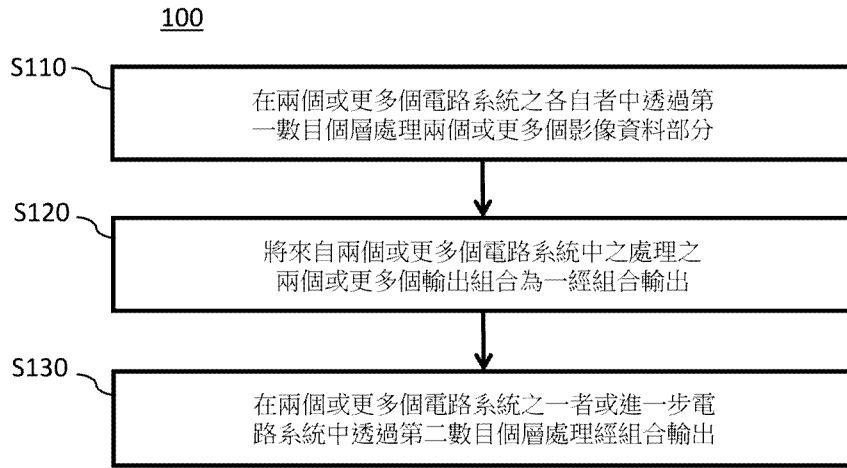 100
S110
在兩個或更多個電路系統之各自者中透過第
一數目個層處理兩個或更多個影像資料部分
S120
將來自兩個或更多個電路系統中之處理之
兩個或更多個輸出組合為一經組合輸出
S130
在兩個或更多個電路系統之一者或進一步電
路系統中透過第二數目個層處理經組合輸出